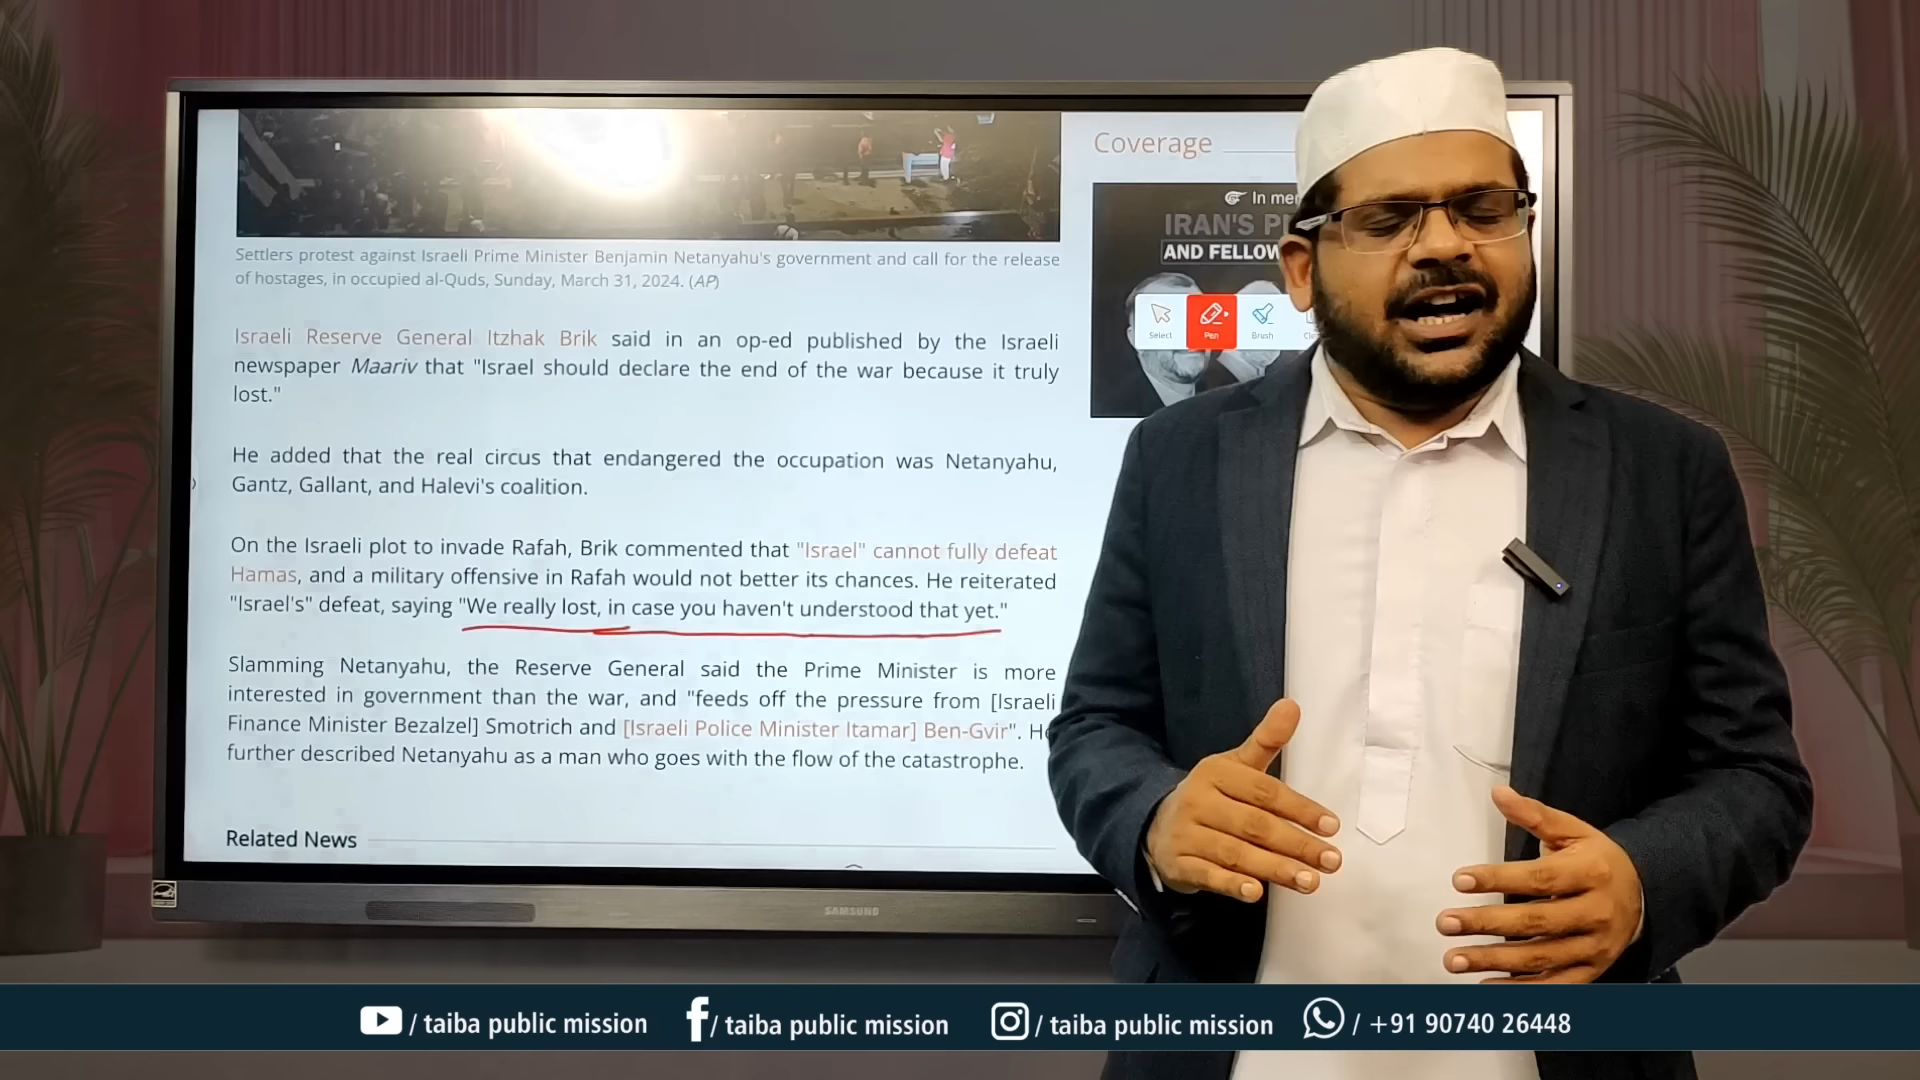 Settlers protest against Israeli Prime Minister Benjamin Netanyahu's government and call for the release
of hostages, in occupied al-Quds, Sunday, March 31, 2024. (AP)
Israeli Reserve General Itzhak Brik said in an op-ed published by the Israeli
newspaper Maariv that "Israel should declare the end of the war because it truly
lost."
He added that the real circus that endangered the occupation was Netanyahu,
Gantz, Gallant, and Halevi's coalition.
On the Israeli plot to invade Rafah, Brik commented that "Israel" cannot fully defeat
Hamas, and a military offensive in Rafah would not better its chances. He reiterated
"Israel's" defeat, saying "We really lost, in case you haven't understood that yet."
Slamming Netanyahu, the Reserve General said the Prime Minister is more
interested in government than the war, and "feeds off the pressure from [Israeli
Finance Minister Bezalzel] Smotrich and [Israeli Police Minister Itamar] Ben-Gvir". He
further described Netanyahu as a man who goes with the flow of the catastrophe.
Related News
Coverage
In mer
IRAN'S P
AND FELLOW
Select
Pen
Brush
Cle
SAMSUNG
/ taiba public mission
/ taiba public mission
/ taiba public mission
/ +91 90740 26448